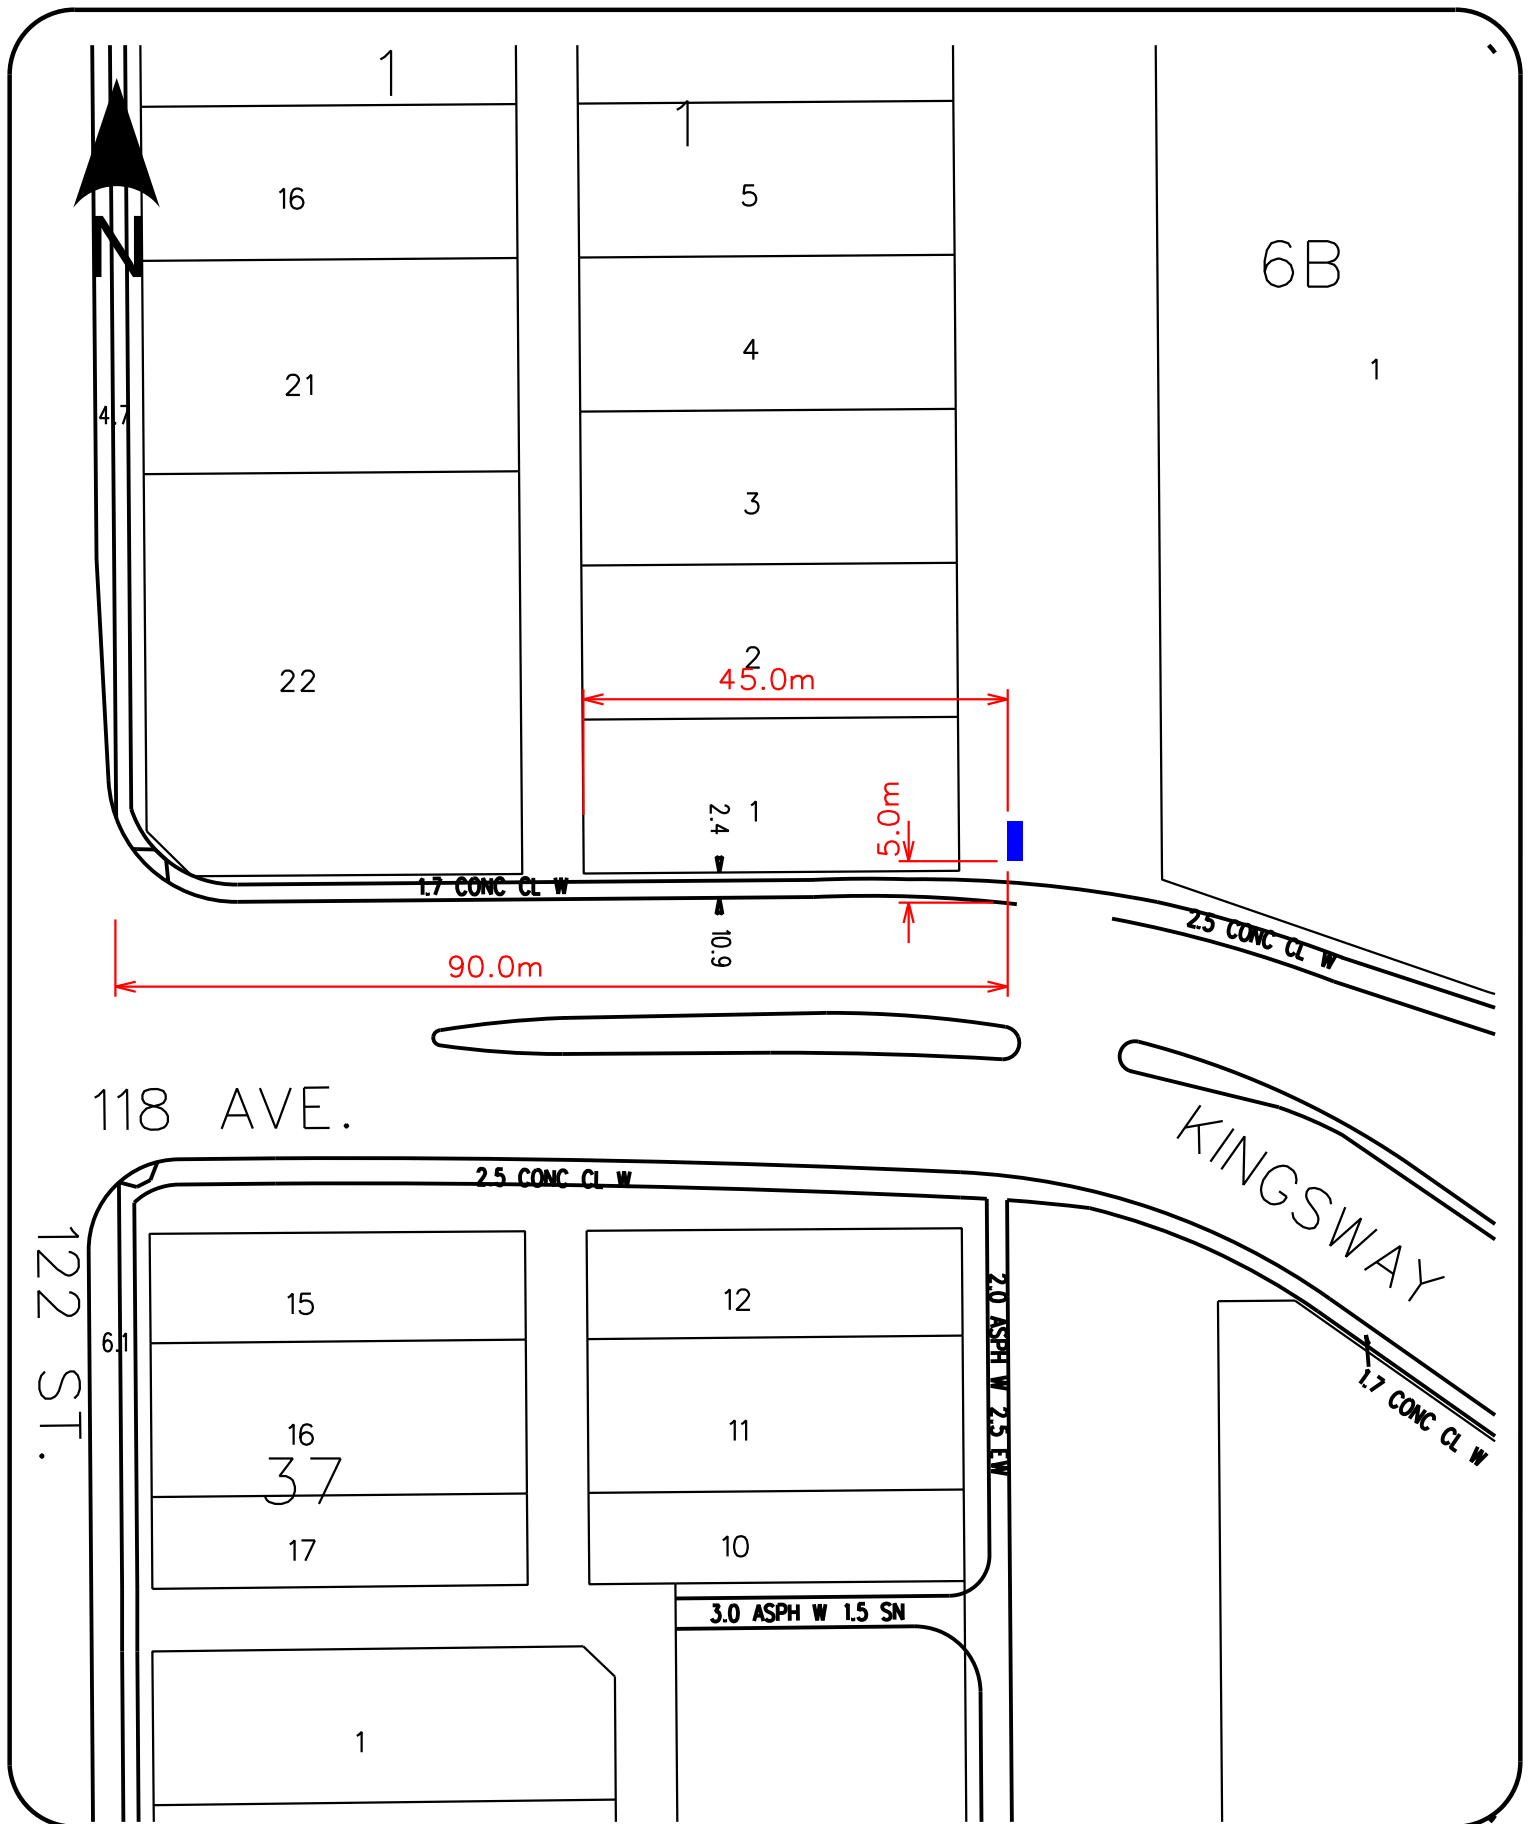 1
1
16
5
N
6B
4
1
21
4.7
3
2
22
45.0m
2.4
1
5.0m
1.7 CONC CL W
2.5 CONC CL W
10.9
90.0m
118 AVE.
KINGSWAY
2.5 CONC CL W
122 ST.
15
12
6.1
2.0 ASPH W 2.5 EW
16
11
1.7 CONC CL W
37
17
10
3.0 ASPH W 1.5 SN
1